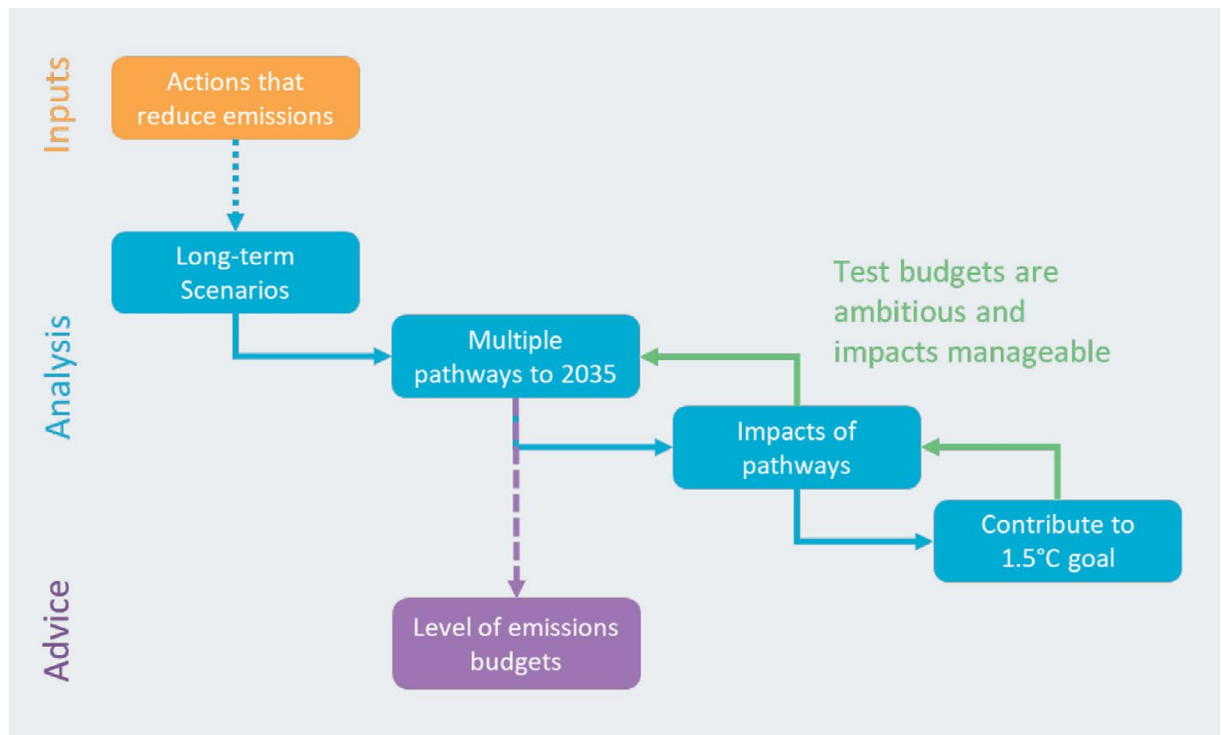 Inputs
Actions that
reduce emissions
Long-term
Scenarios
Analysis
Multiple
pathways to 2035
Test budgets are
ambitious and
impacts manageable
Impacts of
pathways
Contribute to
1.5°C goal
Advice
Level of emissions
budgets